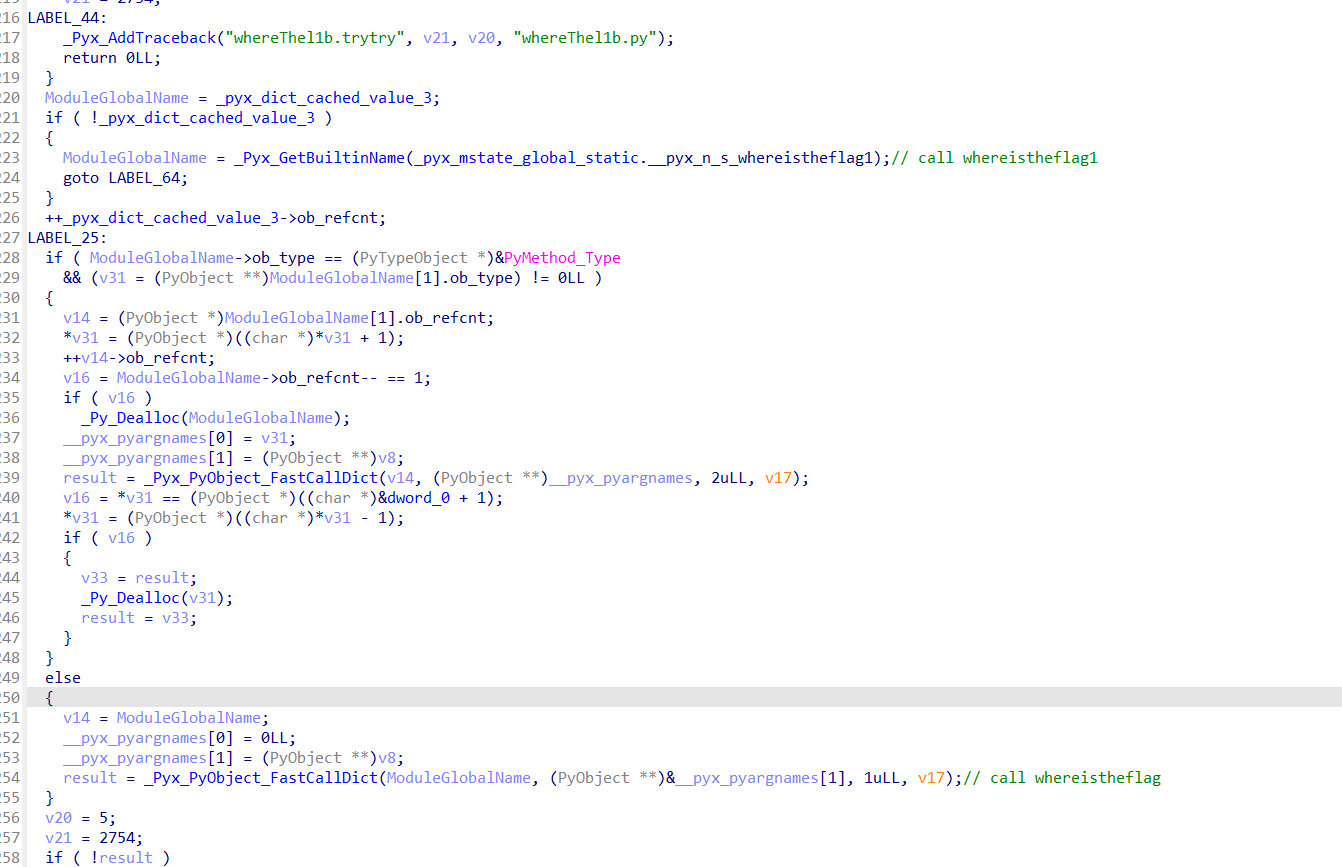 v21 = 2754;
216 LABEL_44:
217 _Pyx_AddTraceback("whereThel1b.trytry", v21, v20, "whereThel1b.py");
218 return 0LL;
219 }
220 ModuleGlobalName = _pyx_dict_cached_value_3;
221 if ( !_pyx_dict_cached_value_3 )
222 {
223 ModuleGlobalName = _Pyx_GetBuiltinName(_pyx_mstate_global_static.__pyx_n_s_whereistheflag1);// call whereistheflag1
224 goto LABEL_64;
225 }
226 ++_pyx_dict_cached_value_3->ob_refcnt;
227 LABEL_25:
228 if ( ModuleGlobalName->ob_type == (PyTypeObject *)&PyMethod_Type
229 && (v31 = (PyObject **)ModuleGlobalName[1].ob_type) != 0LL )
230 {
231 v14 = (PyObject *)ModuleGlobalName[1].ob_refcnt;
232 *v31 = (PyObject *)((char *)*v31 + 1);
233 ++v14->ob_refcnt;
234 v16 = ModuleGlobalName->ob_refcnt-- == 1;
235 if ( v16 )
236 _Py_Dealloc(ModuleGlobalName);
237 __pyx_pyargnames[0] = v31;
238 __pyx_pyargnames[1] = (PyObject **)v8;
239 result = _Pyx_PyObject_FastCallDict(v14, (PyObject **)__pyx_pyargnames, 2uLL, v17);
240 v16 = *v31 == (PyObject *)((char *)&dword_0 + 1);
241 *v31 = (PyObject *)((char *)*v31 - 1);
242 if ( v16 )
243 {
244 v33 = result;
245 _Py_Dealloc(v31);
246 result = v33;
247 }
248 }
249 else
250 {
251 v14 = ModuleGlobalName;
252 __pyx_pyargnames[0] = 0LL;
253 __pyx_pyargnames[1] = (PyObject **)v8;
254 result = _Pyx_PyObject_FastCallDict(ModuleGlobalName, (PyObject **)&__pyx_pyargnames[1], 1uLL, v17);// call whereistheflag
255 }
256 v20 = 5;
257 v21 = 2754;
258 if ( !result )